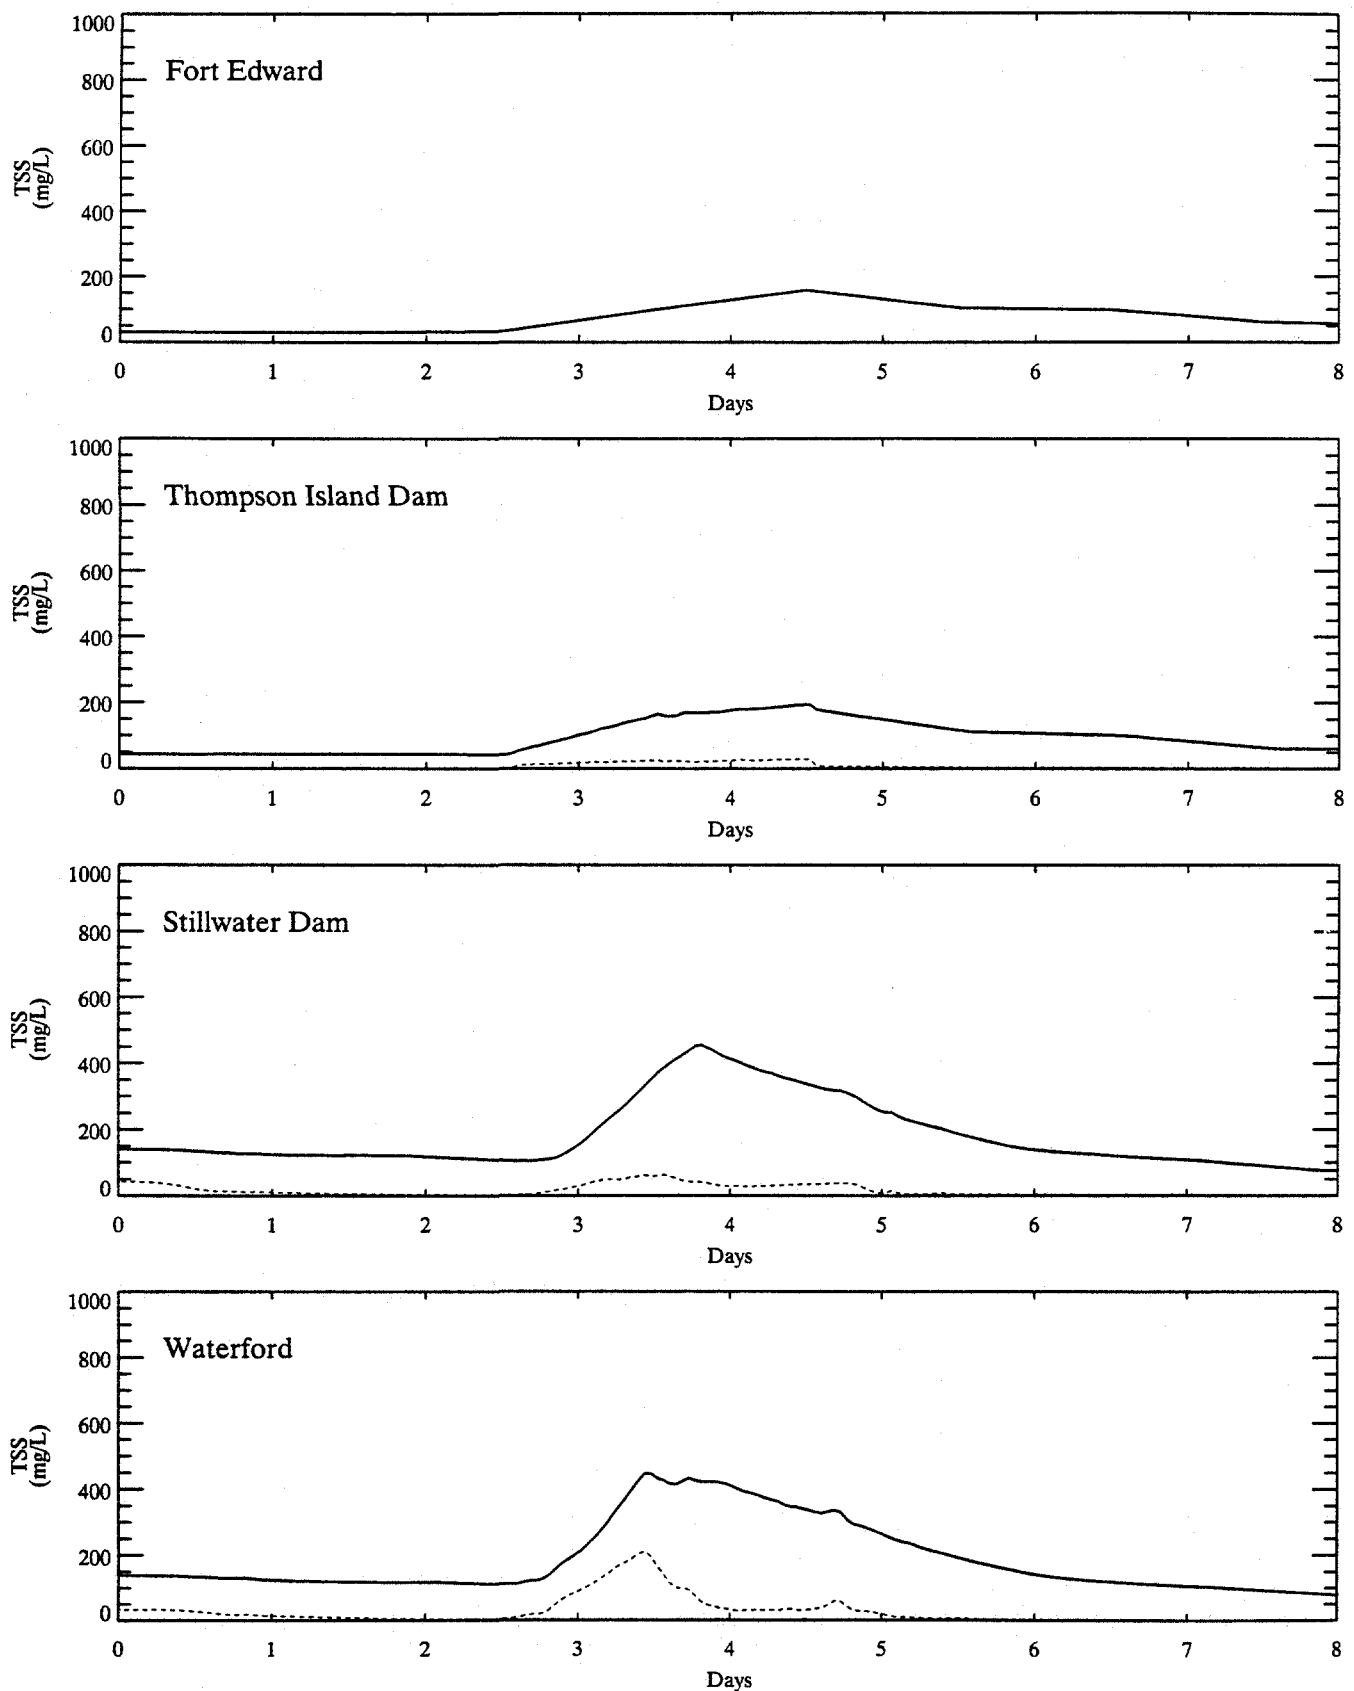 1000
Fort Edward
800
600
TSS
(mg/L)
400
200
0
0 1 2 3 4 5 6 7 8
Days
1000
Thompson Island Dam
800
600
TSS
(mg/L)
400
200
0
0 1 2 3 4 5 6 7 8
Days
1000
Stillwater Dam
800
600
TSS
(mg/L)
400
200
0
0 1 2 3 4 5 6 7 8
Days
1000
Waterford
800
600
TSS
(mg/L)
400
200
0
0 1 2 3 4 5 6 7 8
Days